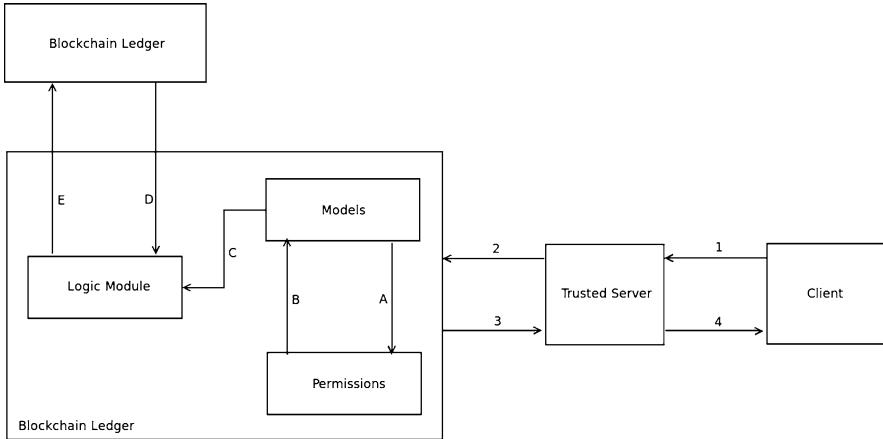 Blockchain Ledger
E
D
Models
C
Logic Module
B
A
Permissions
Blockchain Ledger
2
3
Trusted Server
1
4
Client